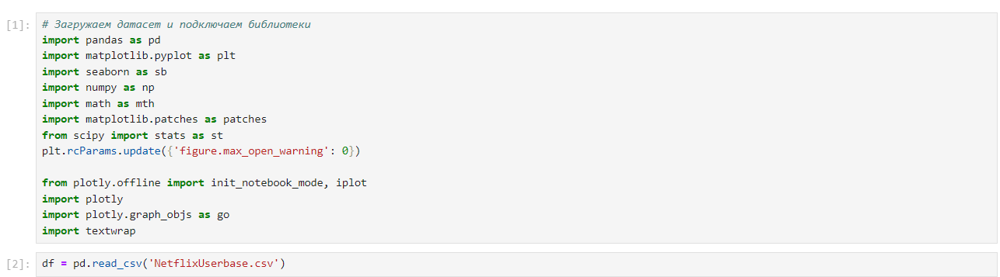 [1]: # Загружаем датасет и подключаем библиотеки
import pandas as pd
import matplotlib.pyplot as plt
import seaborn as sb
import numpy as np
import math as mth
import matplotlib.patches as patches
from scipy import stats as st
plt.rcParams.update({'figure.max_open_warning': 0})
from plotly.offline import init_notebook_mode, iplot
import plotly
import plotly.graph_objs as go
import textwrap
[2]: df = pd.read_csv('NetflixUserbase.csv')